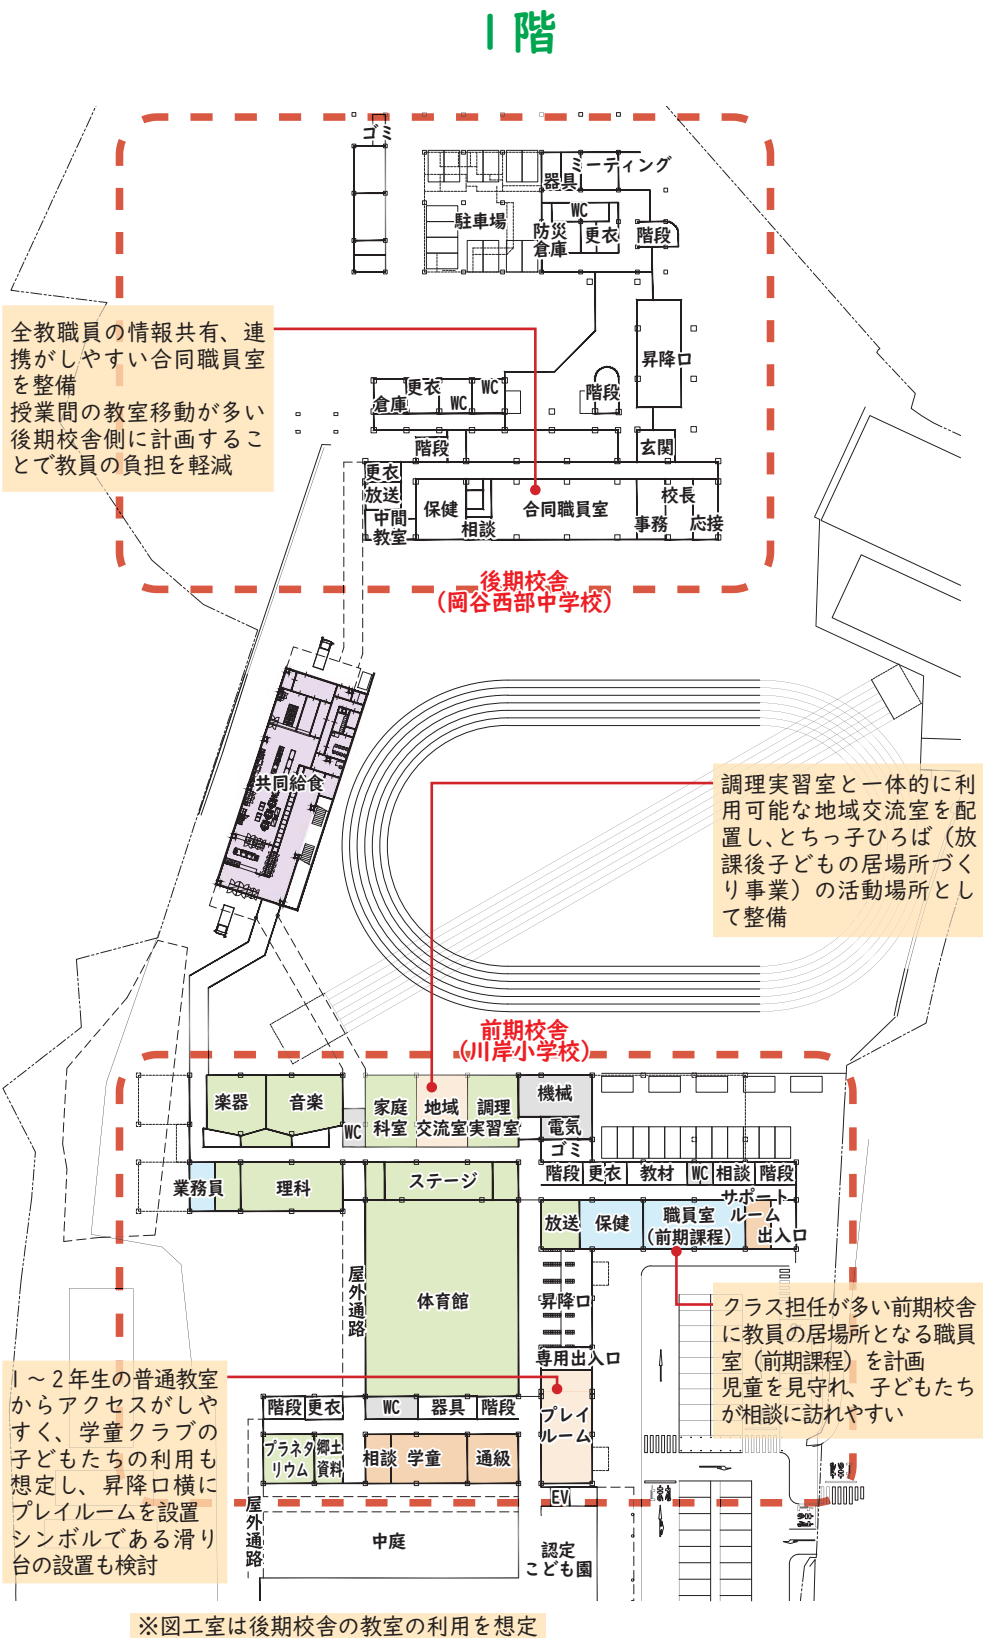 1階
ゴミ
ミーティング
器具
WC
駐車場
防災
倉庫
更衣
階段
全教職員の情報共有、連
携がしやすい合同職員室
を整備
授業間の教室移動が多い
後期校舎側に計画するこ
とで教員の負担を軽減
昇降口
更衣
WC
倉庫
WC
階段
階段
玄関
更衣
放送
中間
教室
保健
相談
合同職員室
校長
事務
応接
後期校舎
（岡谷西部中学校）
共同給食
調理実習室と一体的に利
用可能な地域交流室を配
置し、とちっ子ひろば（放
課後子どもの居場所づく
り事業）の活動場所とし
て整備
前期校舎
（川岸小学校）
楽器
音楽
WC
家庭
科室
地域
交流室
調理
実習室
機械
電気
ゴミ
業務員
理科
ステージ
階段
更衣
教材
WC
相談
階段
放送
保健
職員室
（前期課程）
サポート
ルーム
出入口
屋外通路
体育館
昇降口
専用出入口
クラス担任が多い前期校舎
に教員の居場所となる職員
室（前期課程）を計画
児童を見守れ、子どもたち
が相談に訪れやすい
1～2年生の普通教室
からアクセスがしや
すく、学童クラブの
子どもたちの利用も
想定し、昇降口横に
プレイルームを設置
シンボルである滑り
台の設置も検討
階段
更衣
WC
器具
階段
プレイ
ルーム
プラネタ
リウム
郷土
資料
相談
学童
通級
EV
屋外通路
中庭
認定
こども園
※図工室は後期校舎の教室の利用を想定